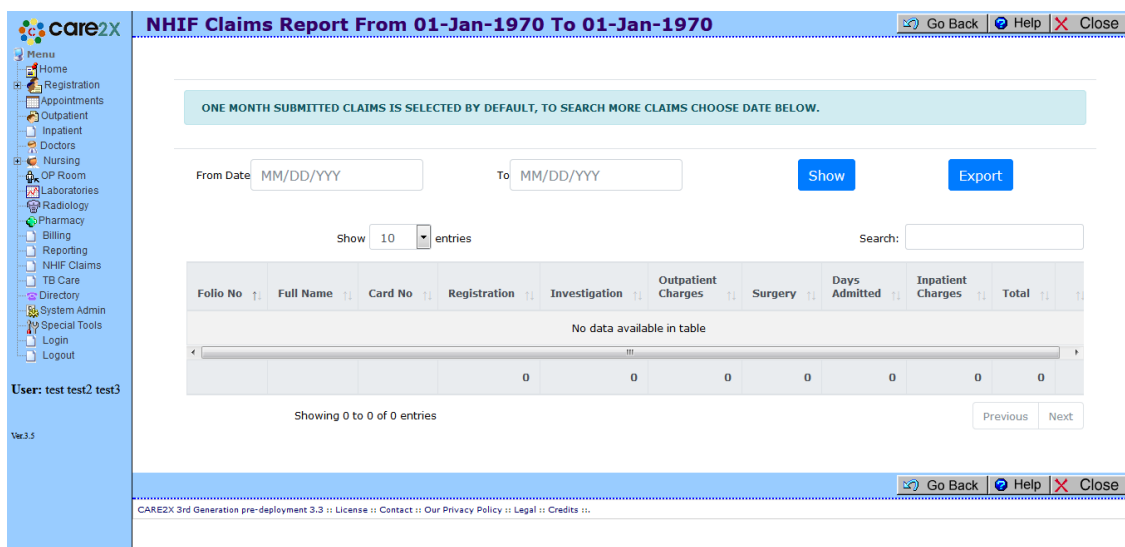 care2x
NHIF Claims Report From 01-Jan-1970 To 01-Jan-1970
Go Back Help Close
Menu
Home
Registration
Appointments
Outpatient
Inpatient
Doctors
Nursing
OP Room
Laboratories
Radiology
Pharmacy
Billing
Reporting
NHIF Claims
TB Care
Directory
System Admin
Special Tools
Login
Logout
User: test test2 test3
Ver.3.5
ONE MONTH SUBMITTED CLAIMS IS SELECTED BY DEFAULT, TO SEARCH MORE CLAIMS CHOOSE DATE BELOW.
From Date MM/DD/YYY To MM/DD/YYY Show Export
Show 10 entries Search:
Folio No Full Name Card No Registration Investigation Outpatient Charges Surgery Days Admitted Inpatient Charges Total
No data available in table
0 0 0 0 0 0 0
Showing 0 to 0 of 0 entries
Previous Next
Go Back Help Close
CARE2X 3rd Generation pre-deployment 3.3 :: License :: Contact :: Our Privacy Policy :: Legal :: Credits ::.